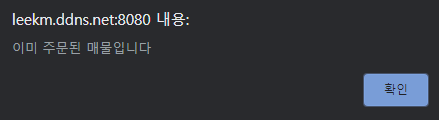 leekm.ddns.net:8080 내용:
이미 주문된 매물입니다
확인